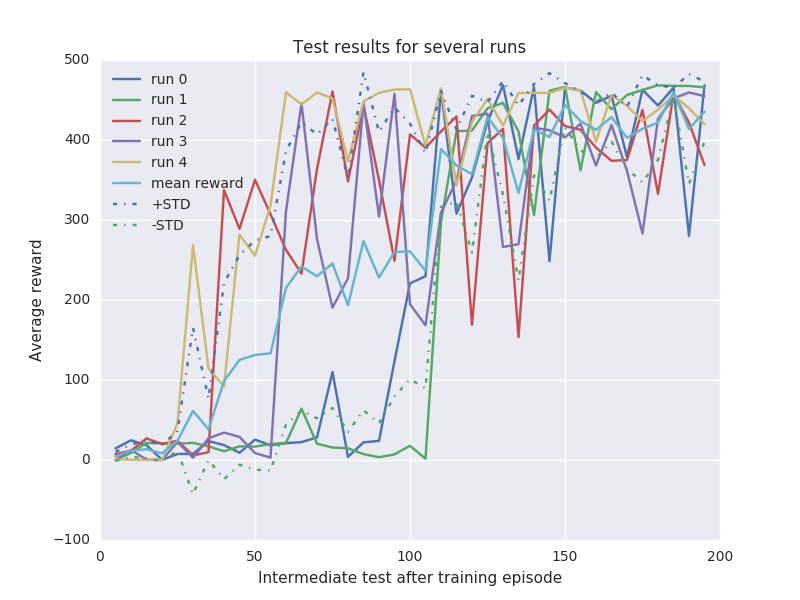 Test results for several runs
500
400
300
200
100
0
−100
Average reward
run 0
run 1
run 2
run 3
run 4
mean reward
+STD
-STD
0
50
100
150
200
Intermediate test after training episode